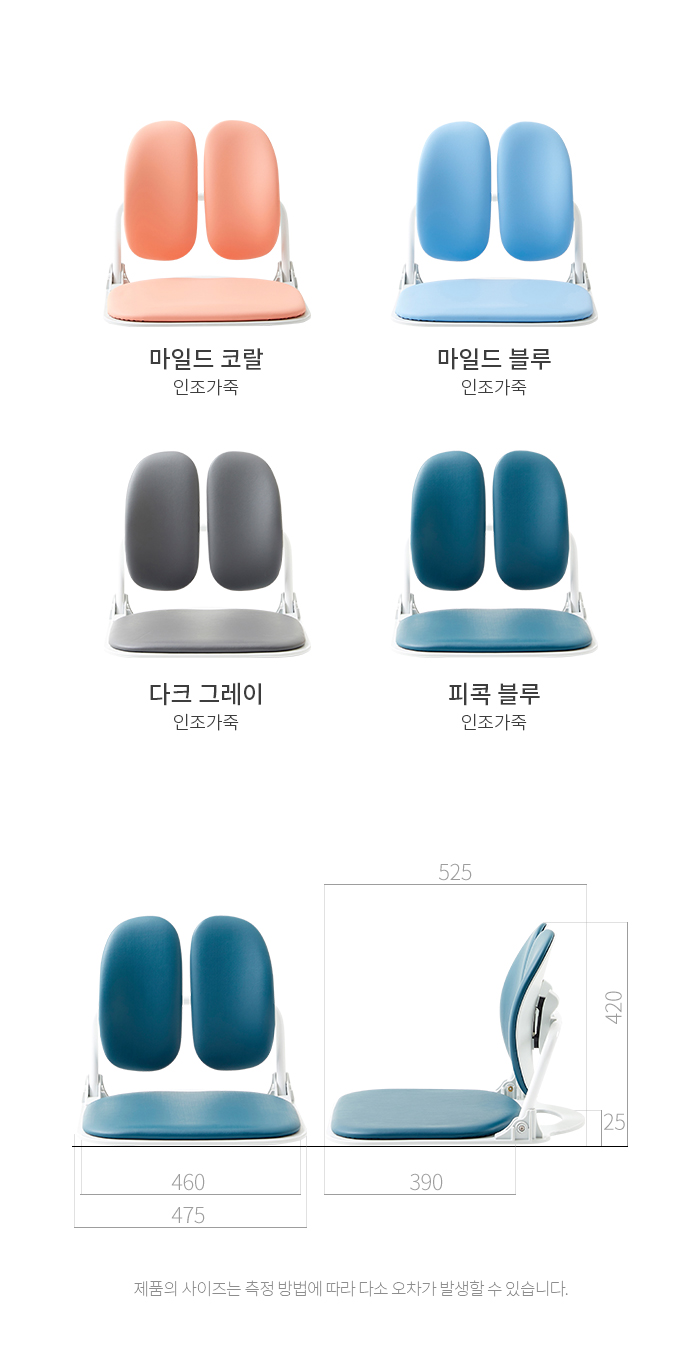 마일드 코랄
인조가죽
마일드 블루
인조가죽
다크 그레이
인조가죽
피콕 블루
인조가죽
525
420
25
460
390
475
제품의 사이즈는 측정 방법에 따라 다소 오차가 발생할 수 있습니다.